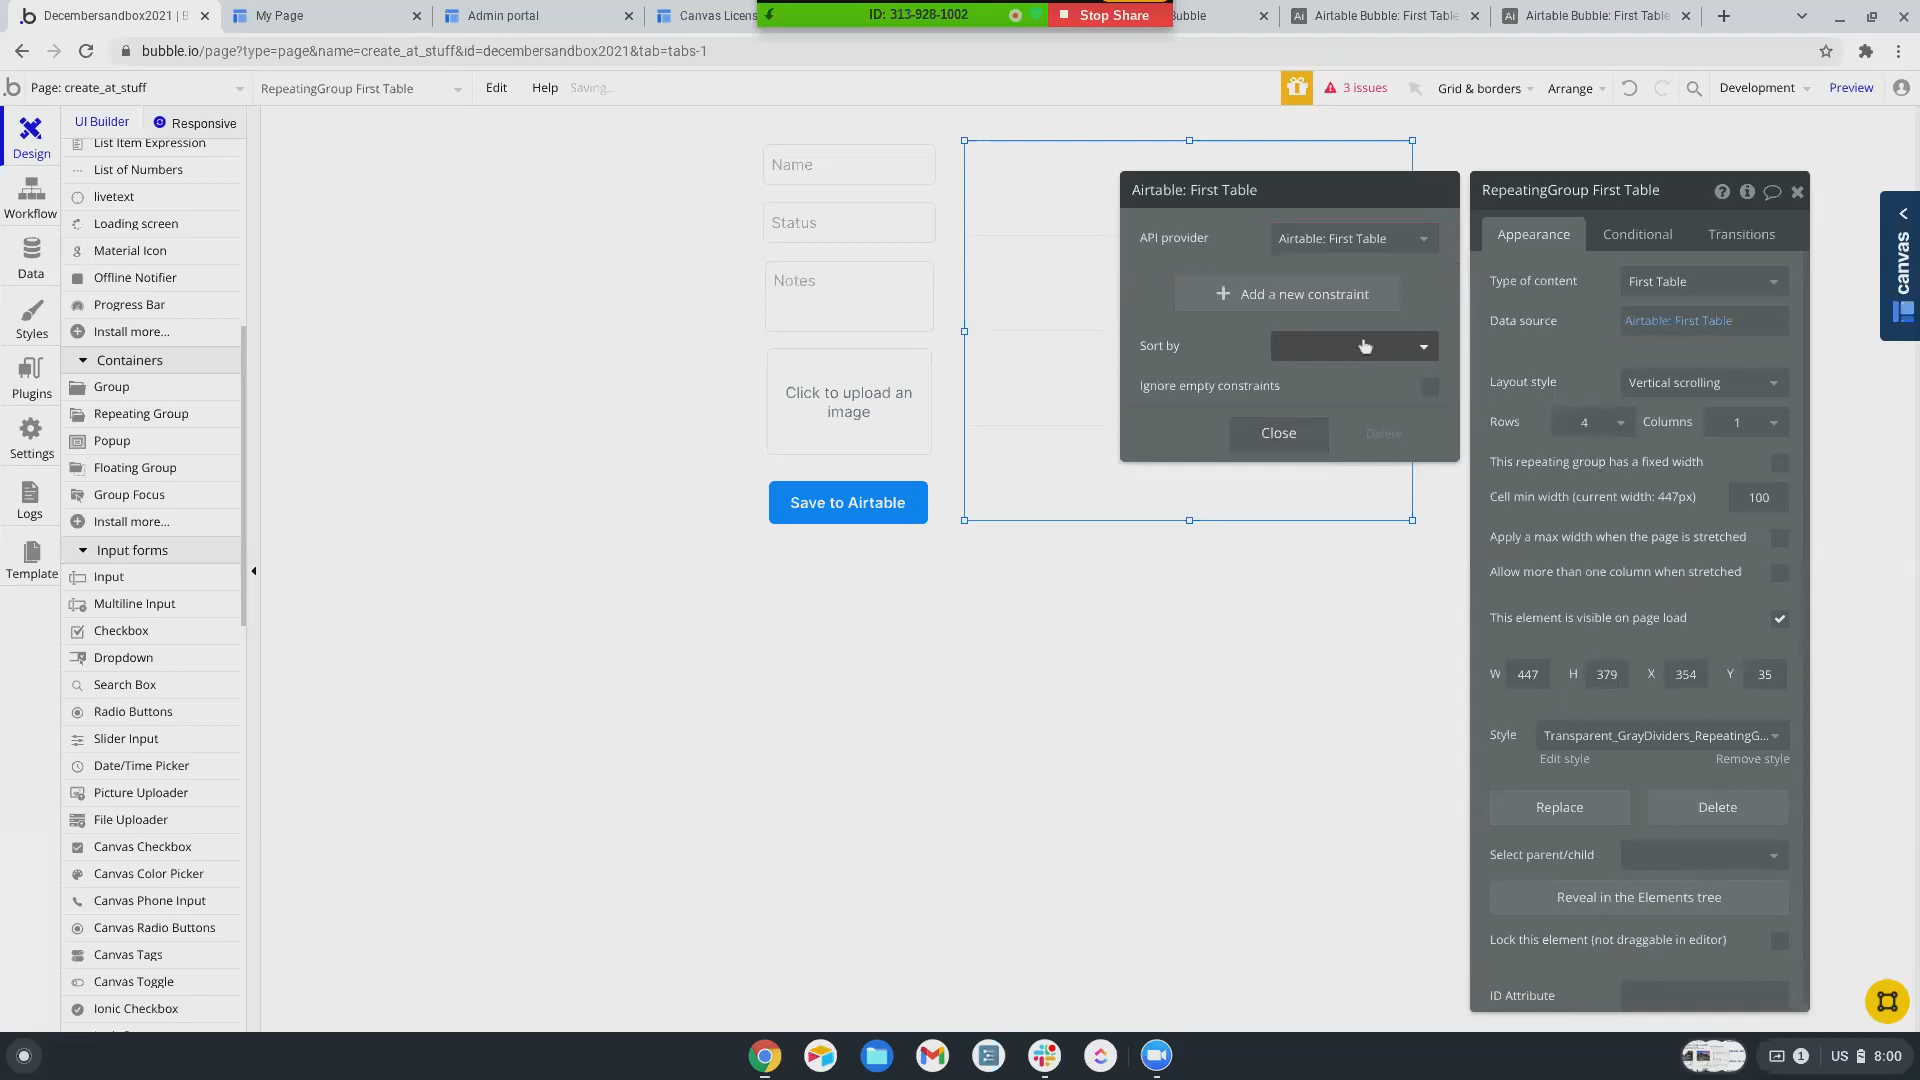 Decembersandbox2021 | B
My Page
Admin portal
Canvas Licens
ID: 313-928-1002
Stop Share
ubble
Airtable Bubble: First Table
Airtable Bubble: First Table
bubble.io/page?type=page&name=create_at_stuff&id=decembersandbox2021&tab=tabs-1
Page: create_at_stuff
RepeatingGroup First Table
Edit
Help
Saving...
3 issues
Grid & borders
Arrange
Development
Preview
UI Builder
Responsive
Design
Workflow
Data
Styles
Plugins
Settings
Logs
Template
List Item Expression
List of Numbers
livetext
Loading screen
Material Icon
Offline Notifier
Progress Bar
Install more...
Containers
Group
Repeating Group
Popup
Floating Group
Group Focus
Install more...
Input forms
Input
Multiline Input
Checkbox
Dropdown
Search Box
Radio Buttons
Slider Input
Date/Time Picker
Picture Uploader
File Uploader
Canvas Checkbox
Canvas Color Picker
Canvas Phone Input
Canvas Radio Buttons
Canvas Tags
Canvas Toggle
Ionic Checkbox
Name
Status
Notes
Click to upload an
image
Save to Airtable
Airtable: First Table
API provider
Airtable: First Table
Add a new constraint
Sort by
Ignore empty constraints
Close
Delete
RepeatingGroup First Table
Appearance
Conditional
Transitions
Type of content
First Table
Data source
Airtable: First Table
Layout style
Vertical scrolling
Rows
4
Columns
1
This repeating group has a fixed width
Cell min width (current width: 447px)
100
Apply a max width when the page is stretched
Allow more than one column when stretched
This element is visible on page load
W
447
H
379
X
354
Y
35
Style
Transparent_GrayDividers_RepeatingG...
Edit style
Remove style
Replace
Delete
Select parent/child
Reveal in the Elements tree
Lock this element (not draggable in editor)
ID Attribute
canvas
1
US
8:00